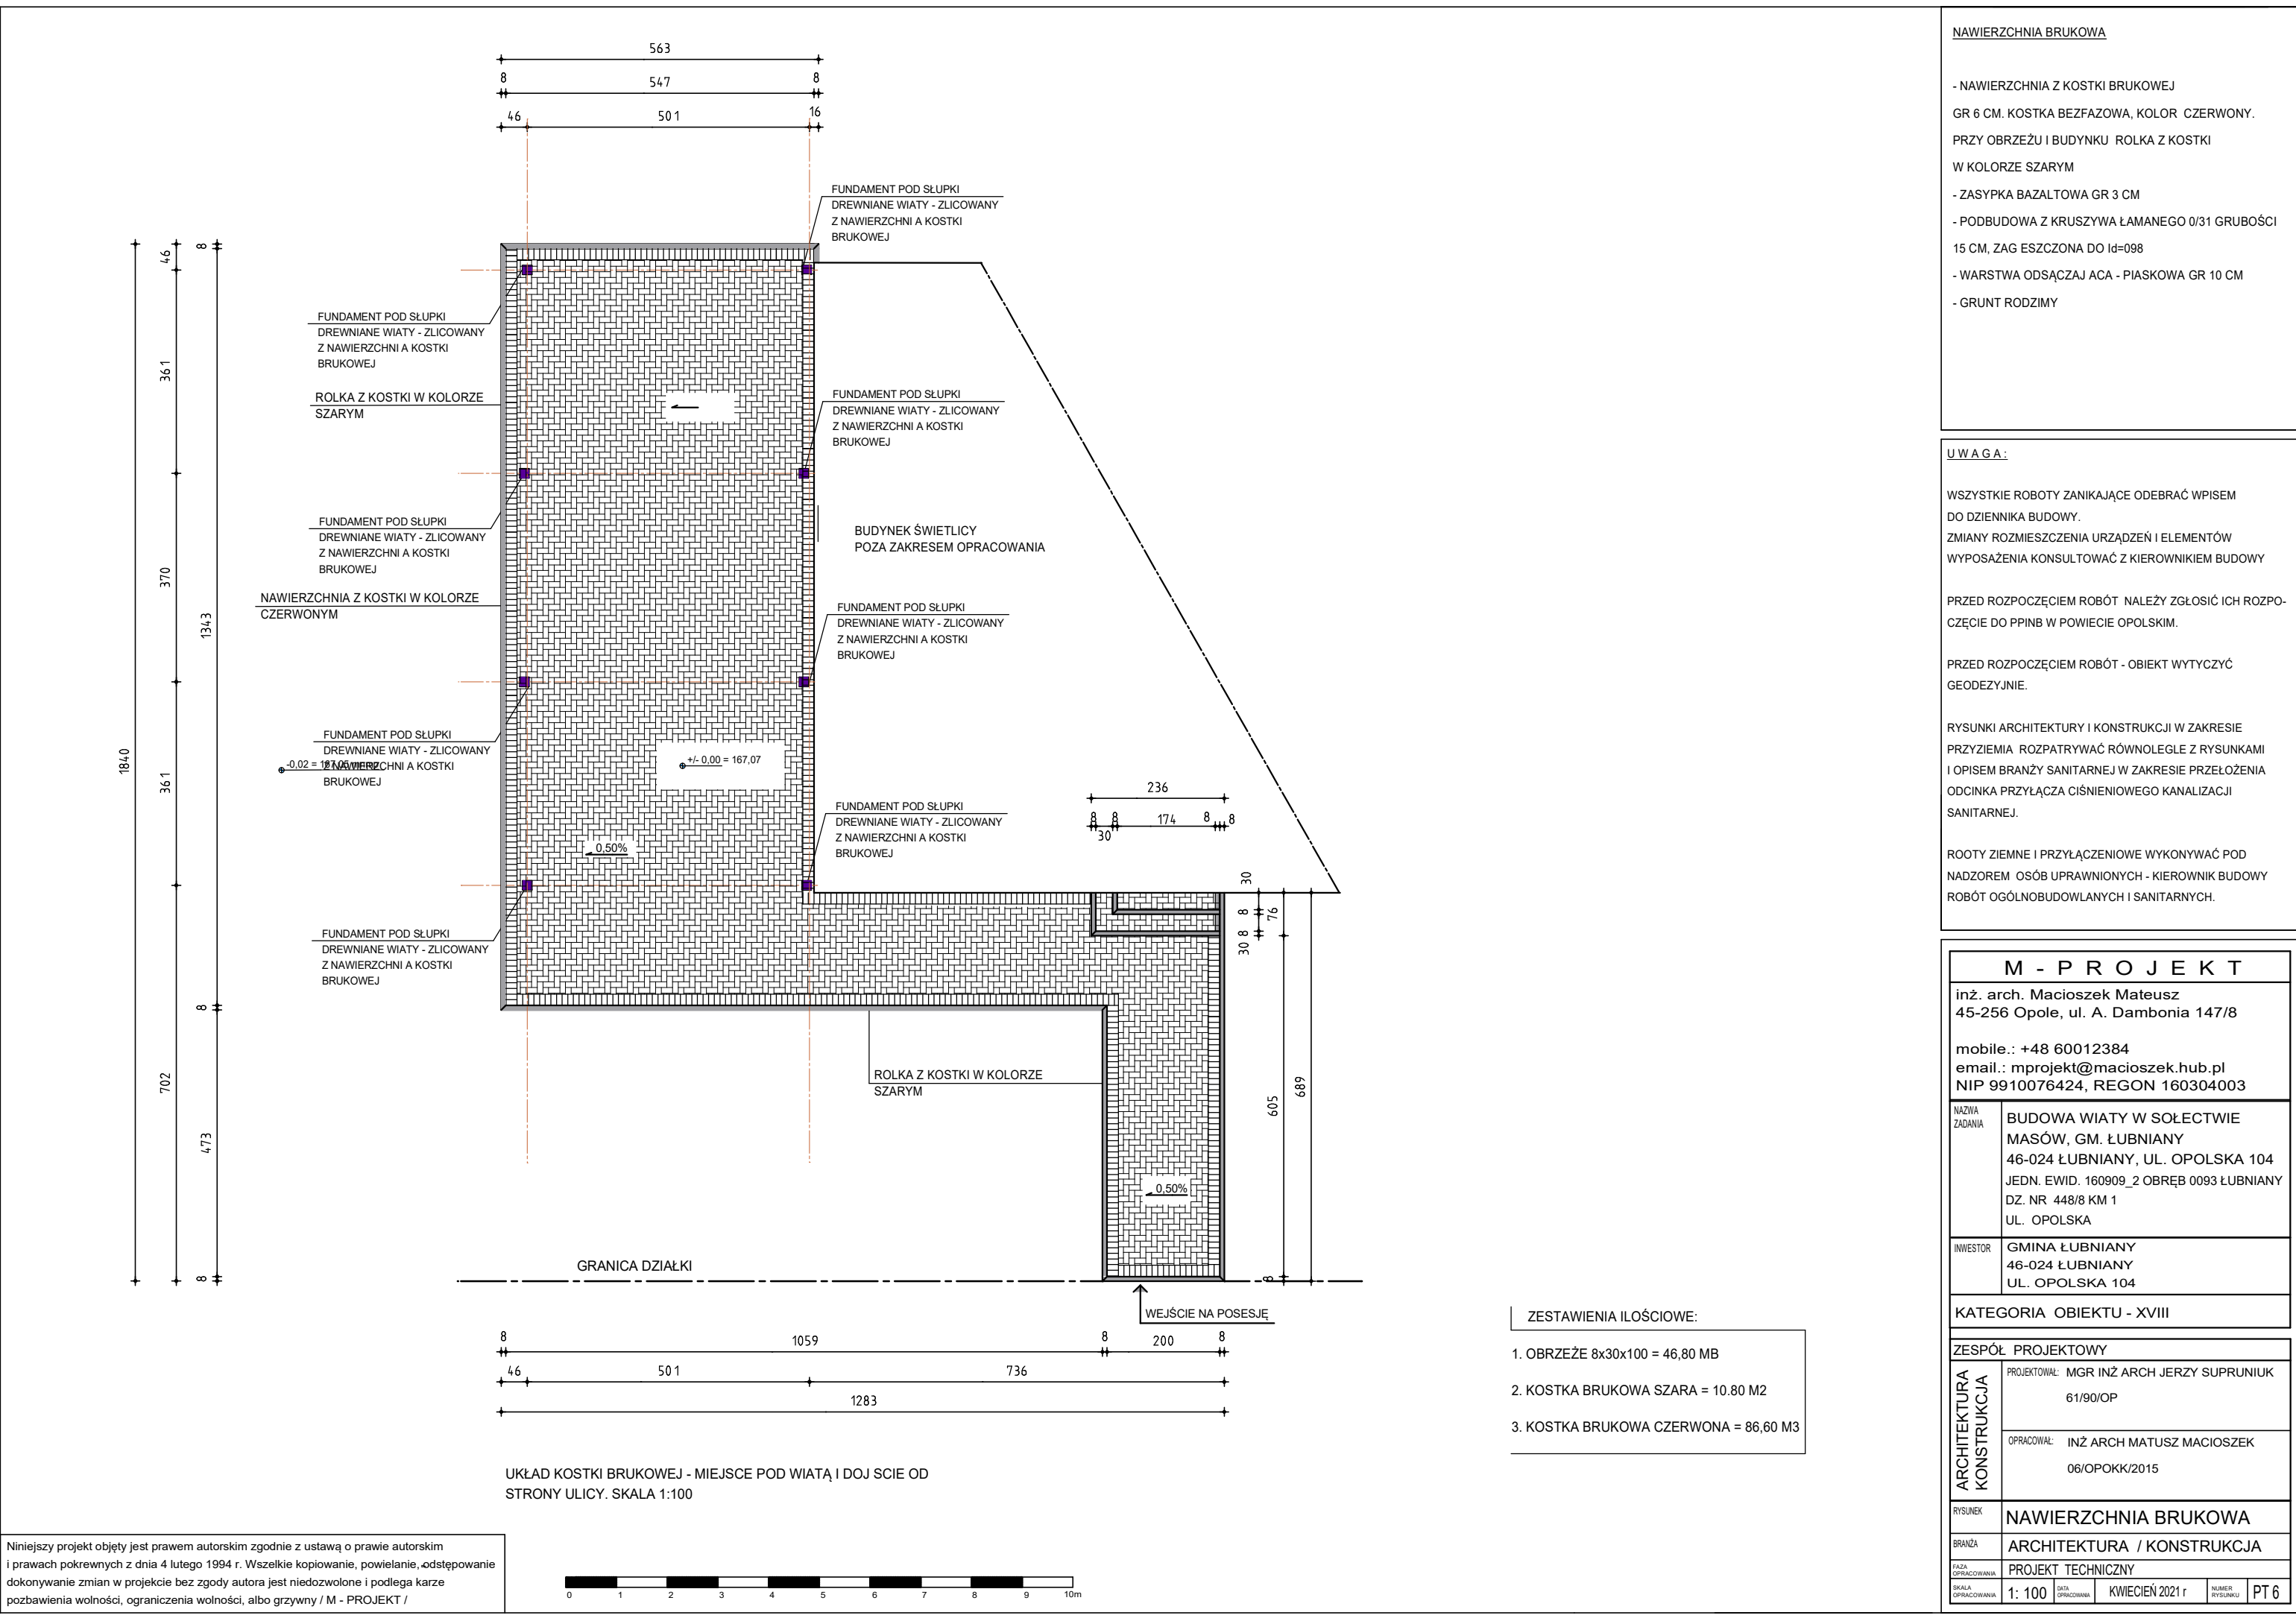 563
8
547
8
46
501
16
FUNDAMENT POD SŁUPKI
DREWNIANE WIATY - ZLICOWANY
Z NAWIERZCHNI A KOSTKI
BRUKOWEJ
46
8
361
370
1343
1840
361
8
702
473
8
FUNDAMENT POD SŁUPKI
DREWNIANE WIATY - ZLICOWANY
Z NAWIERZCHNI A KOSTKI
BRUKOWEJ
ROLKA Z KOSTKI W KOLORZE
SZARYM
FUNDAMENT POD SŁUPKI
DREWNIANE WIATY - ZLICOWANY
Z NAWIERZCHNI A KOSTKI
BRUKOWEJ
NAWIERZCHNIA Z KOSTKI W KOLORZE
CZERWONYM
FUNDAMENT POD SŁUPKI
DREWNIANE WIATY - ZLICOWANY
Z NAWIERZCHNI A KOSTKI
BRUKOWEJ
-0,02 =
FUNDAMENT POD SŁUPKI
DREWNIANE WIATY - ZLICOWANY
Z NAWIERZCHNI A KOSTKI
BRUKOWEJ
FUNDAMENT POD SŁUPKI
DREWNIANE WIATY - ZLICOWANY
Z NAWIERZCHNI A KOSTKI
BRUKOWEJ
BUDYNEK ŚWIETLICY
POZA ZAKRESEM OPRACOWANIA
FUNDAMENT POD SŁUPKI
DREWNIANE WIATY - ZLICOWANY
Z NAWIERZCHNI A KOSTKI
BRUKOWEJ
+/- 0,00 = 167,07
FUNDAMENT POD SŁUPKI
DREWNIANE WIATY - ZLICOWANY
Z NAWIERZCHNI A KOSTKI
BRUKOWEJ
0,50%
236
8 8 174 8 8
30
30
8
76
8
30
605
689
8
ROLKA Z KOSTKI W KOLORZE
SZARYM
0,50%
GRANICA DZIAŁKI
WEJŚCIE NA POSESJĘ
8
1059
8
200
8
46
501
736
1283
UKŁAD KOSTKI BRUKOWEJ - MIEJSCE POD WIATĄ I DOJ SCIE OD
STRONY ULICY. SKALA 1:100
0 1 2 3 4 5 6 7 8 9 10m
Niniejszy projekt objęty jest prawem autorskim zgodnie z ustawą o prawie autorskim
i prawach pokrewnych z dnia 4 lutego 1994 r. Wszelkie kopiowanie, powielanie, odstępowanie
dokonywanie zmian w projekcie bez zgody autora jest niedozwolone i podlega karze
pozbawienia wolności, ograniczenia wolności, albo grzywny / M - PROJEKT /
ZESTAWIENIA ILOŚCIOWE:
1. OBRZEŻE 8x30x100 = 46,80 MB
2. KOSTKA BRUKOWA SZARA = 10.80 M2
3. KOSTKA BRUKOWA CZERWONA = 86,60 M3
NAWIERZCHNIA BRUKOWA
- NAWIERZCHNIA Z KOSTKI BRUKOWEJ
GR 6 CM. KOSTKA BEZFAZOWA, KOLOR CZERWONY.
PRZY OBRZEŻU I BUDYNKU ROLKA Z KOSTKI
W KOLORZE SZARYM
- ZASYPKA BAZALTOWA GR 3 CM
- PODBUDOWA Z KRUSZYWA ŁAMANEGO 0/31 GRUBOŚCI
15 CM, ZAG ESZCZONA DO Id=098
- WARSTWA ODSĄCZAJ ACA - PIASKOWA GR 10 CM
- GRUNT RODZIMY
U W A G A :
WSZYSTKIE ROBOTY ZANIKAJĄCE ODEBRAĆ WPISEM
DO DZIENNIKA BUDOWY.
ZMIANY ROZMIESZCZENIA URZĄDZEŃ I ELEMENTÓW
WYPOSAŻENIA KONSULTOWAĆ Z KIEROWNIKIEM BUDOWY
PRZED ROZPOCZĘCIEM ROBÓT NALEŻY ZGŁOSIĆ ICH ROZPO-
CZĘCIE DO PPINB W POWIECIE OPOLSKIM.
PRZED ROZPOCZĘCIEM ROBÓT - OBIEKT WYTYCZYĆ
GEODEZYJNIE.
RYSUNKI ARCHITEKTURY I KONSTRUKCJI W ZAKRESIE
PRZYZIEMIA ROZPATRYWAĆ RÓWNOLEGLE Z RYSUNKAMI
I OPISEM BRANŻY SANITARNEJ W ZAKRESIE PRZEŁOŻENIA
ODCINKA PRZYŁĄCZA CIŚNIENIOWEGO KANALIZACJI
SANITARNEJ.
ROOTY ZIEMNE I PRZYŁĄCZENIOWE WYKONYWAĆ POD
NADZOREM OSÓB UPRAWNIONYCH - KIEROWNIK BUDOWY
ROBÓT OGÓLNOBUDOWLANYCH I SANITARNYCH.
M - P R O J E K T
inż. arch. Macioszek Mateusz
45-256 Opole, ul. A. Dambonia 147/8
mobile.: +48 60012384
email.: mprojekt@macioszek.hub.pl
NIP 9910076424, REGON 160304003
NAZWA
ZADANIA
BUDOWA WIATY W SOŁECTWIE
MASÓW, GM. ŁUBNIANY
46-024 ŁUBNIANY, UL. OPOLSKA 104
JEDN. EWID. 160909_2 OBRĘB 0093 ŁUBNIANY
DZ. NR 448/8 KM 1
UL. OPOLSKA
INWESTOR
GMINA ŁUBNIANY
46-024 ŁUBNIANY
UL. OPOLSKA 104
KATEGORIA OBIEKTU - XVIII
ZESPÓŁ PROJEKTOWY
ARCHITEKTURA
KONSTRUKCJA
PROJEKTOWAŁ: MGR INŻ ARCH JERZY SUPRUNIUK
61/90/OP
OPRACOWAŁ: INŻ ARCH MATUSZ MACIOSZEK
06/OPOKK/2015
RYSUNEK
NAWIERZCHNIA BRUKOWA
BRANŻA
ARCHITEKTURA / KONSTRUKCJA
FAZA
OPRACOWANIA
PROJEKT TECHNICZNY
SKALA
OPRACOWANIA
1: 100
DATA
OPRACOWANIA
KWIECIEŃ 2021 r
NUMER
RYSUNKU
PT 6